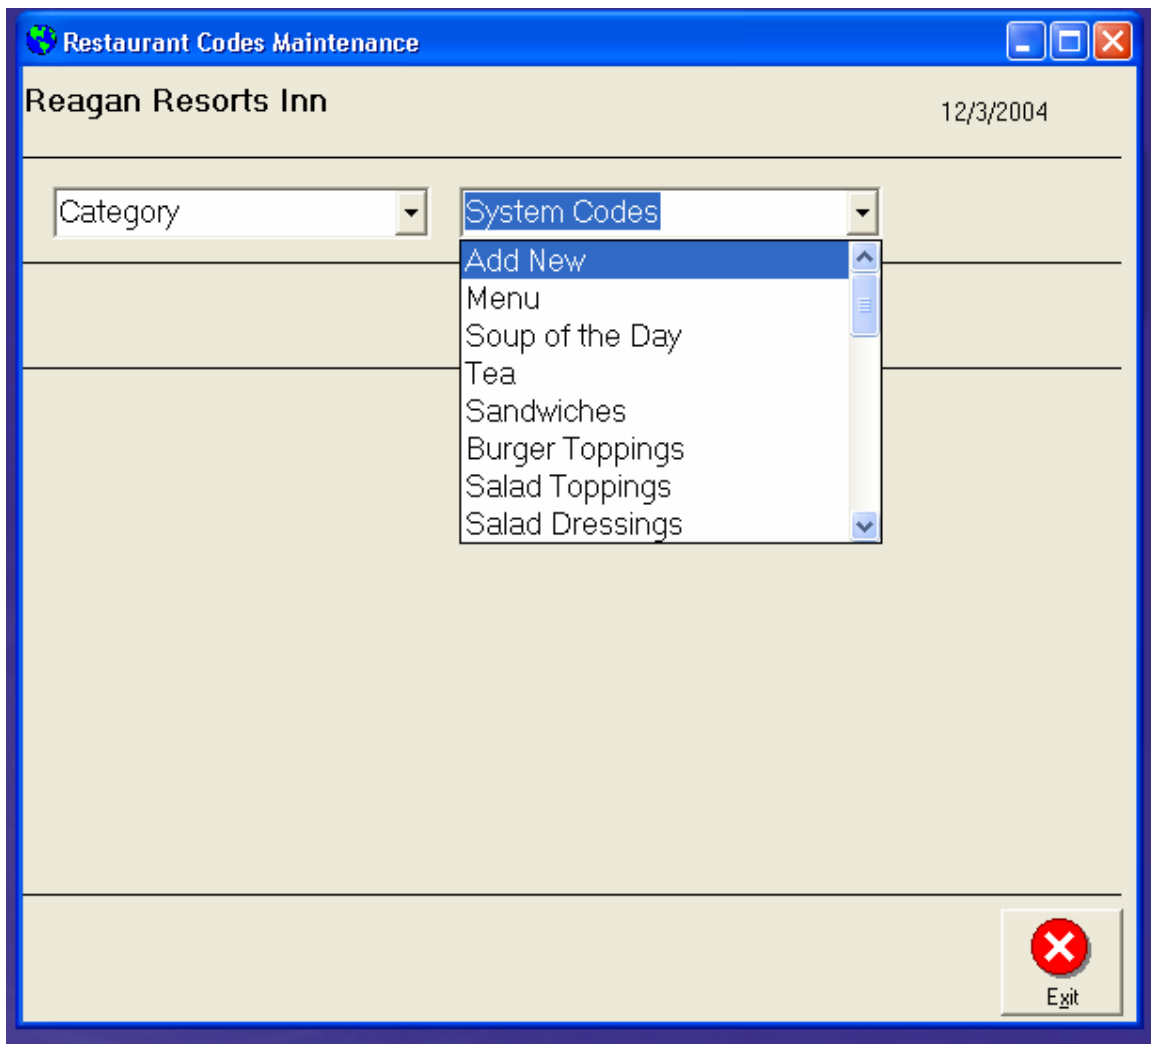 Restaurant Codes Maintenance
Reagan Resorts Inn
12/3/2004
Category
System Codes
Add New
Menu
Soup of the Day
Tea
Sandwiches
Burger Toppings
Salad Toppings
Salad Dressings
Exit